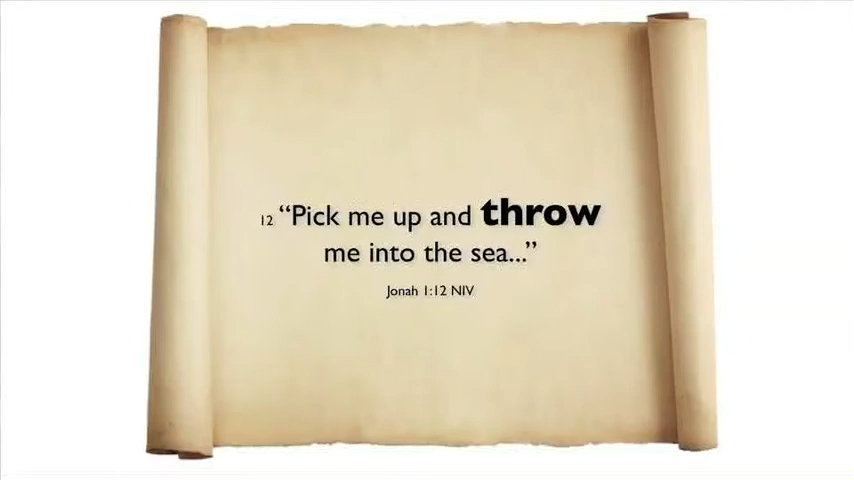 12 “Pick me up and throw
me into the sea...”
Jonah 1:12 NIV